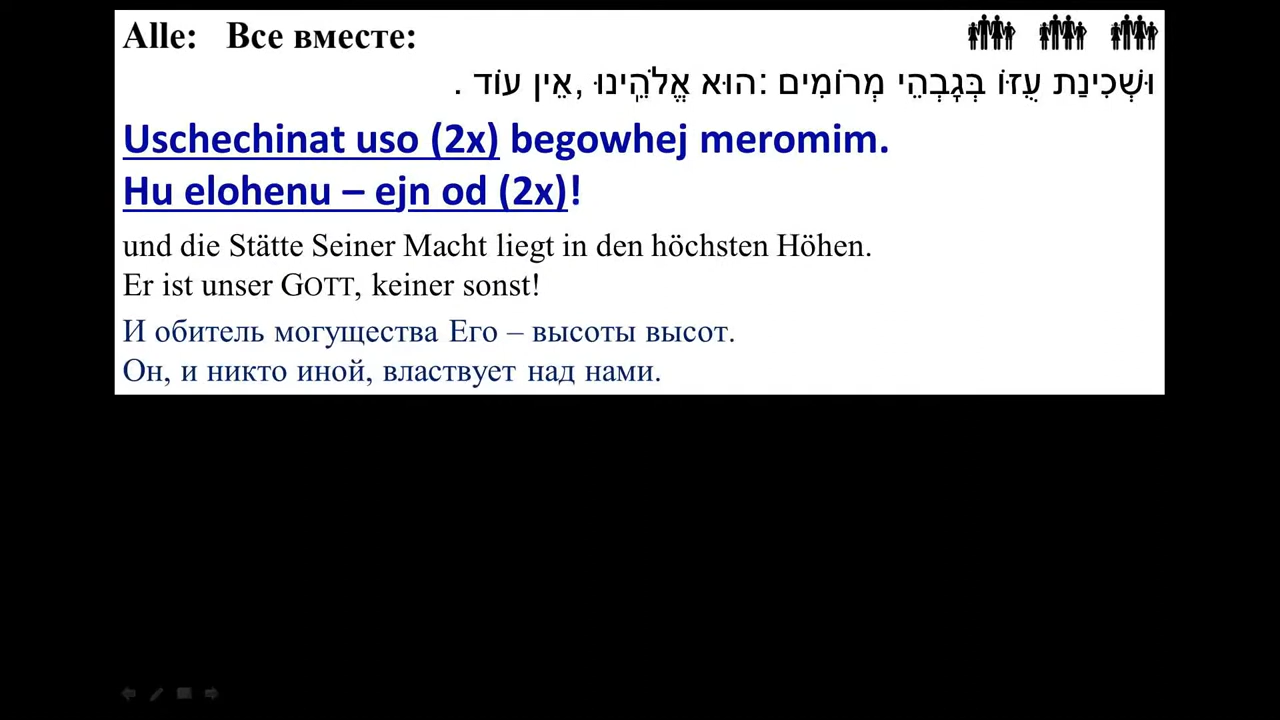 Alle: Все вместе:
וּשְׁכִינַת עֻזּוֹ בְּגָבְהֵי מְרוֹמִים: הוּא אֱלֹהֵֽינוּ, אֵין עוֹד .
Uschechinat uso (2x) begowhej meromim.
Hu elohenu – ejn od (2x)!
und die Stätte Seiner Macht liegt in den höchsten Höhen.
Er ist unser GOTT, keiner sonst!
И обитель могущества Его – высоты высот.
Он, и никто иной, властвует над нами.